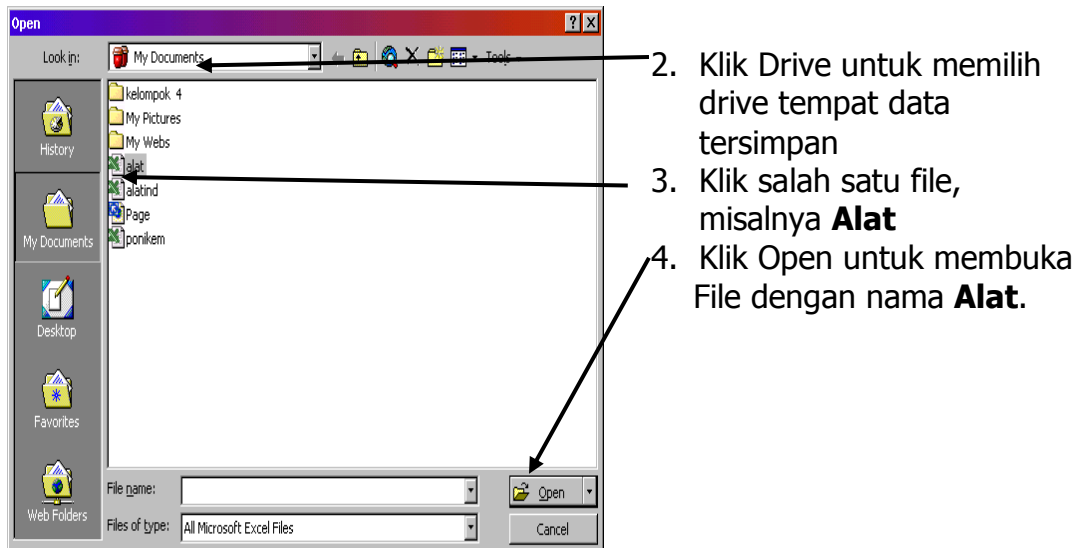 Open
Look in:
My Documents
Tools
History
My Documents
Desktop
Favorites
Web Folders
kelompok 4
My Pictures
My Webs
alat
alatind
Page
ponikem
File name:
Open
Files of type:
All Microsoft Excel Files
Cancel
2. Klik Drive untuk memilih
drive tempat data
tersimpan
3. Klik salah satu file,
misalnya Alat
4. Klik Open untuk membuka
File dengan nama Alat.